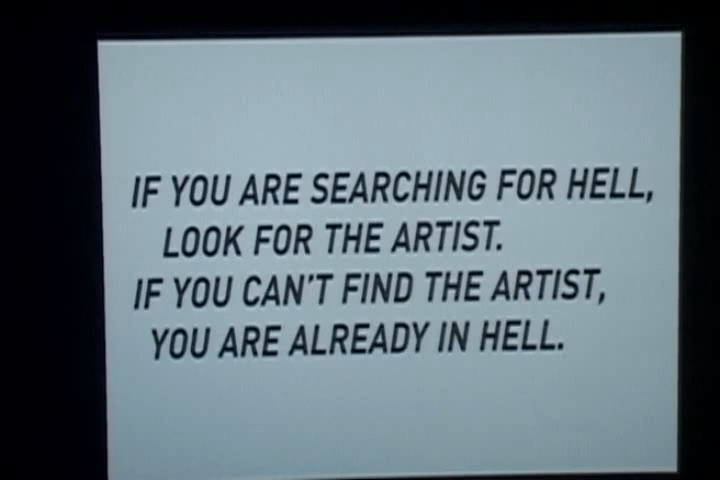 IF YOU ARE SEARCHING FOR HELL,
LOOK FOR THE ARTIST.
IF YOU CAN'T FIND THE ARTIST,
YOU ARE ALREADY IN HELL.